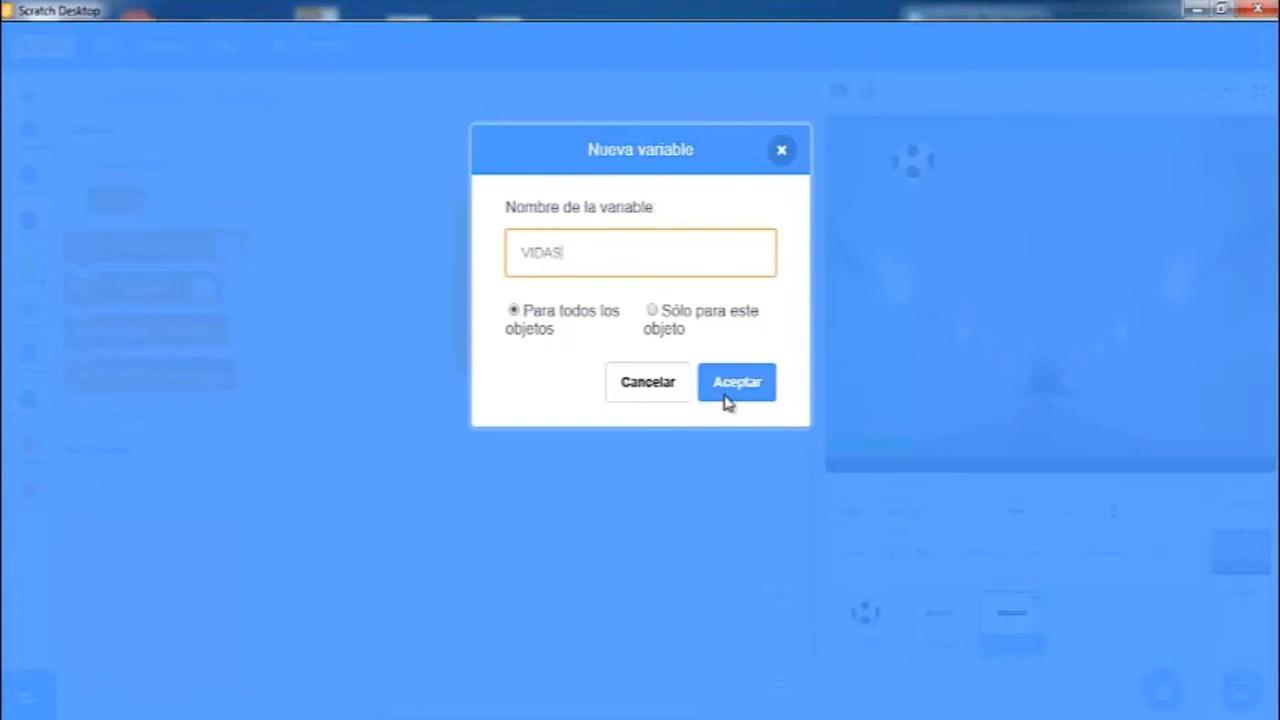 Scratch Desktop
Nueva variable
Nombre de la variable
VIDAS
Para todos los
objetos
Sólo para este
objeto
Cancelar
Aceptar